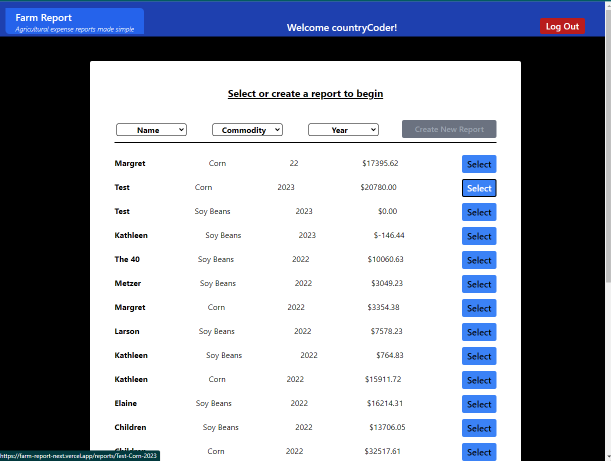 Farm Report
Agricultural expense reports made simple
Welcome countryCoder!
Log Out
Select or create a report to begin
Name Commodity Year Create New Report
Margret Corn 22 $17395.62 Select
Test Corn 2023 $20780.00 Select
Test Soy Beans 2023 $0.00 Select
Kathleen Soy Beans 2023 $-146.44 Select
The 40 Soy Beans 2022 $10060.63 Select
Metzer Soy Beans 2022 $3049.23 Select
Margret Corn 2022 $3354.38 Select
Larson Soy Beans 2022 $7578.23 Select
Kathleen Soy Beans 2022 $764.83 Select
Kathleen Corn 2022 $15911.72 Select
Elaine Soy Beans 2022 $16214.31 Select
Children Soy Beans 2022 $13706.05 Select
Children Corn 2022 $32517.61 Select
https://farm-report-next.vercel.app/reports/Test-Corn-2023